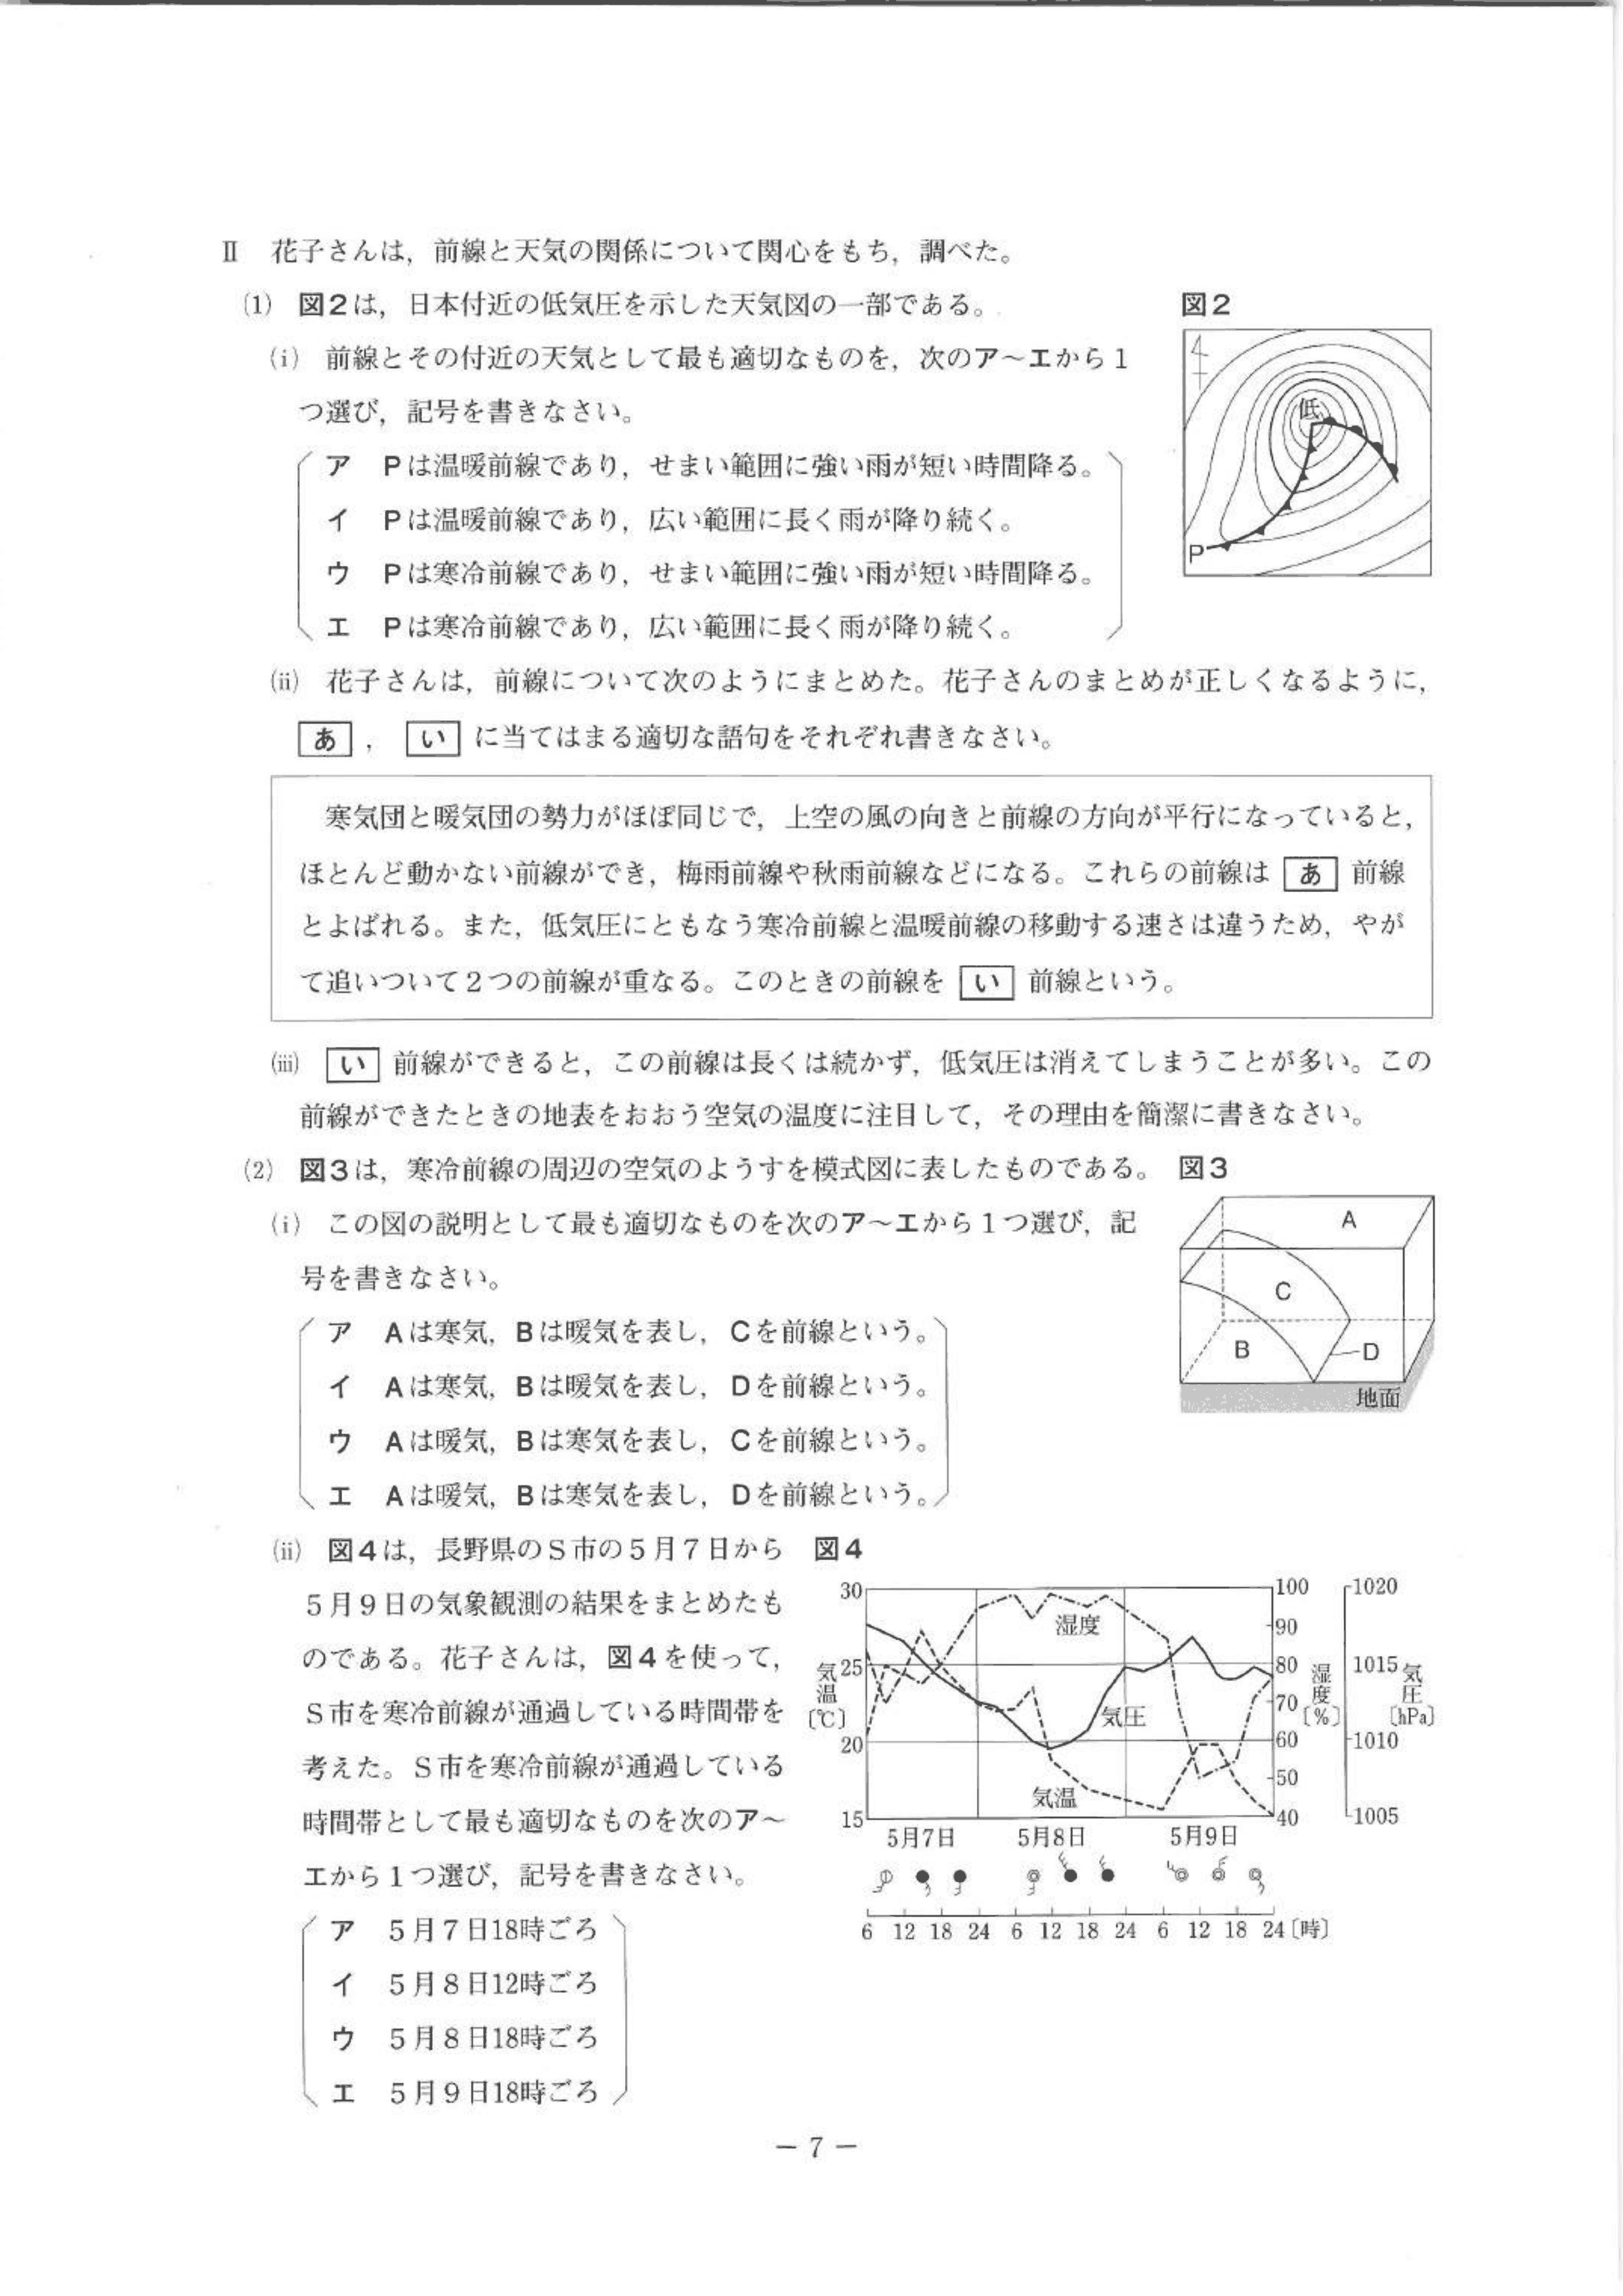 Ⅱ　花子さんは，前線と天気の関係について関心をもち，調べた。
(1)　図2は，日本付近の低気圧を示した天気図の一部である。
図2
(i)　前線とその付近の天気として最も適切なものを，次のア～エから1
つ選び，記号を書きなさい。
ア　Pは温暖前線であり，せまい範囲に強い雨が短い時間降る。
イ　Pは温暖前線であり，広い範囲に長く雨が降り続く。
ウ　Pは寒冷前線であり，せまい範囲に強い雨が短い時間降る。
エ　Pは寒冷前線であり，広い範囲に長く雨が降り続く。
低
P
(ii)　花子さんは，前線について次のようにまとめた。花子さんのまとめが正しくなるように，
あ ， い に当てはまる適切な語句をそれぞれ書きなさい。
寒気団と暖気団の勢力がほぼ同じで，上空の風の向きと前線の方向が平行になっていると，
ほとんど動かない前線ができ，梅雨前線や秋雨前線などになる。これらの前線は あ 前線
とよばれる。また，低気圧にともなう寒冷前線と温暖前線の移動する速さは違うため，やが
て追いついて2つの前線が重なる。このときの前線を い 前線という。
(iii)　い 前線ができると，この前線は長くは続かず，低気圧は消えてしまうことが多い。この
前線ができたときの地表をおおう空気の温度に注目して，その理由を簡潔に書きなさい。
(2)　図3は，寒冷前線の周辺の空気のようすを模式図に表したものである。
図3
(i)　この図の説明として最も適切なものを次のア～エから1つ選び，記
号を書きなさい。
ア　Aは寒気，Bは暖気を表し，Cを前線という。
イ　Aは寒気，Bは暖気を表し，Dを前線という。
ウ　Aは暖気，Bは寒気を表し，Cを前線という。
エ　Aは暖気，Bは寒気を表し，Dを前線という。
A
C
B
D
地面
(ii)　図4は，長野県のS市の5月7日から
5月9日の気象観測の結果をまとめたも
のである。花子さんは，図4を使って，
S市を寒冷前線が通過している時間帯を
考えた。S市を寒冷前線が通過している
時間帯として最も適切なものを次のア～
エから1つ選び，記号を書きなさい。
ア　5月7日18時ごろ
イ　5月8日12時ごろ
ウ　5月8日18時ごろ
エ　5月9日18時ごろ
図4
30
25
20
15
気温〔℃〕
湿度
気圧
気温
100
90
80
70
60
50
40
湿度〔%〕
1020
1015
1010
1005
気圧〔hPa〕
5月7日 5月8日 5月9日
6 12 18 24 6 12 18 24 6 12 18 24〔時〕
－ 7 －